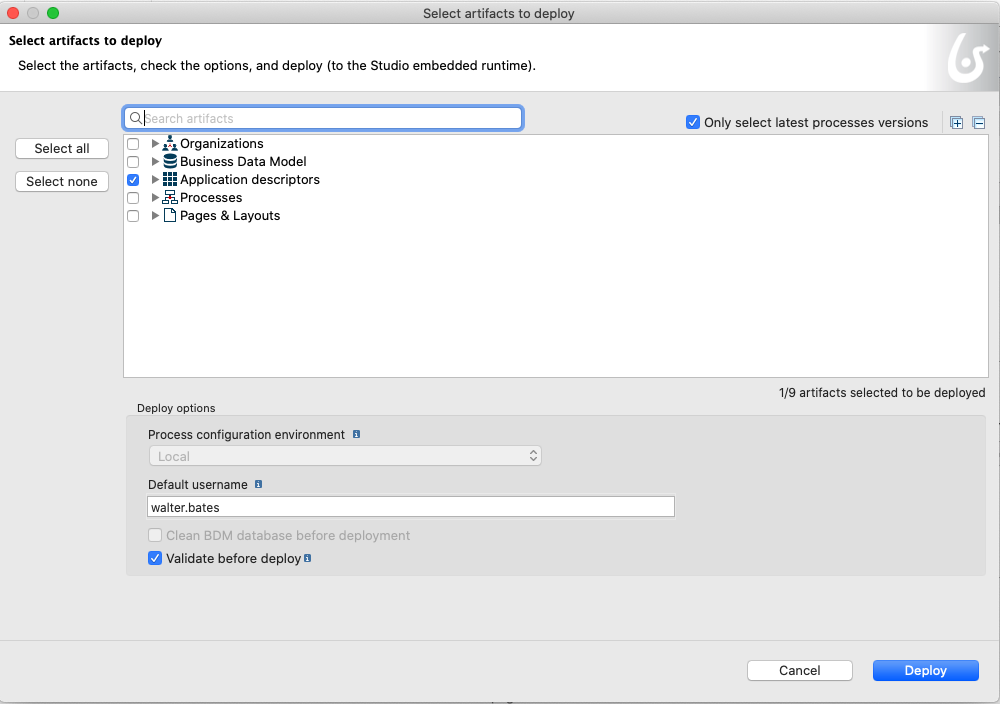 Select artifacts to deploy
Select artifacts to deploy
Select the artifacts, check the options, and deploy (to the Studio embedded runtime).
Search artifacts
Only select latest processes versions
Select all
Select none
Organizations
Business Data Model
Application descriptors
Processes
Pages & Layouts
1/9 artifacts selected to be deployed
Deploy options
Process configuration environment
Local
Default username
walter.bates
Clean BDM database before deployment
Validate before deploy
Cancel
Deploy